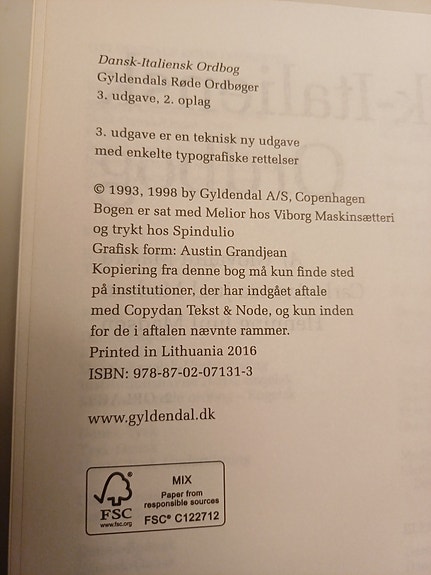 Dansk-Italiensk Ordbog
Gyldendals Røde Ordbøger
3. udgave, 2. oplag
3. udgave er en teknisk ny udgave
med enkelte typografiske rettelser
© 1993, 1998 by Gyldendal A/S, Copenhagen
Bogen er sat med Melior hos Viborg Maskinsætteri
og trykt hos Spindulio
Grafisk form: Austin Grandjean
Kopiering fra denne bog må kun finde sted
på institutioner, der har indgået aftale
med Copydan Tekst & Node, og kun inden
for de i aftalen nævnte rammer.
Printed in Lithuania 2016
ISBN: 978-87-02-07131-3
www.gyldendal.dk
FSC
www.fsc.org
MIX
Paper from
responsible sources
FSC® C122712